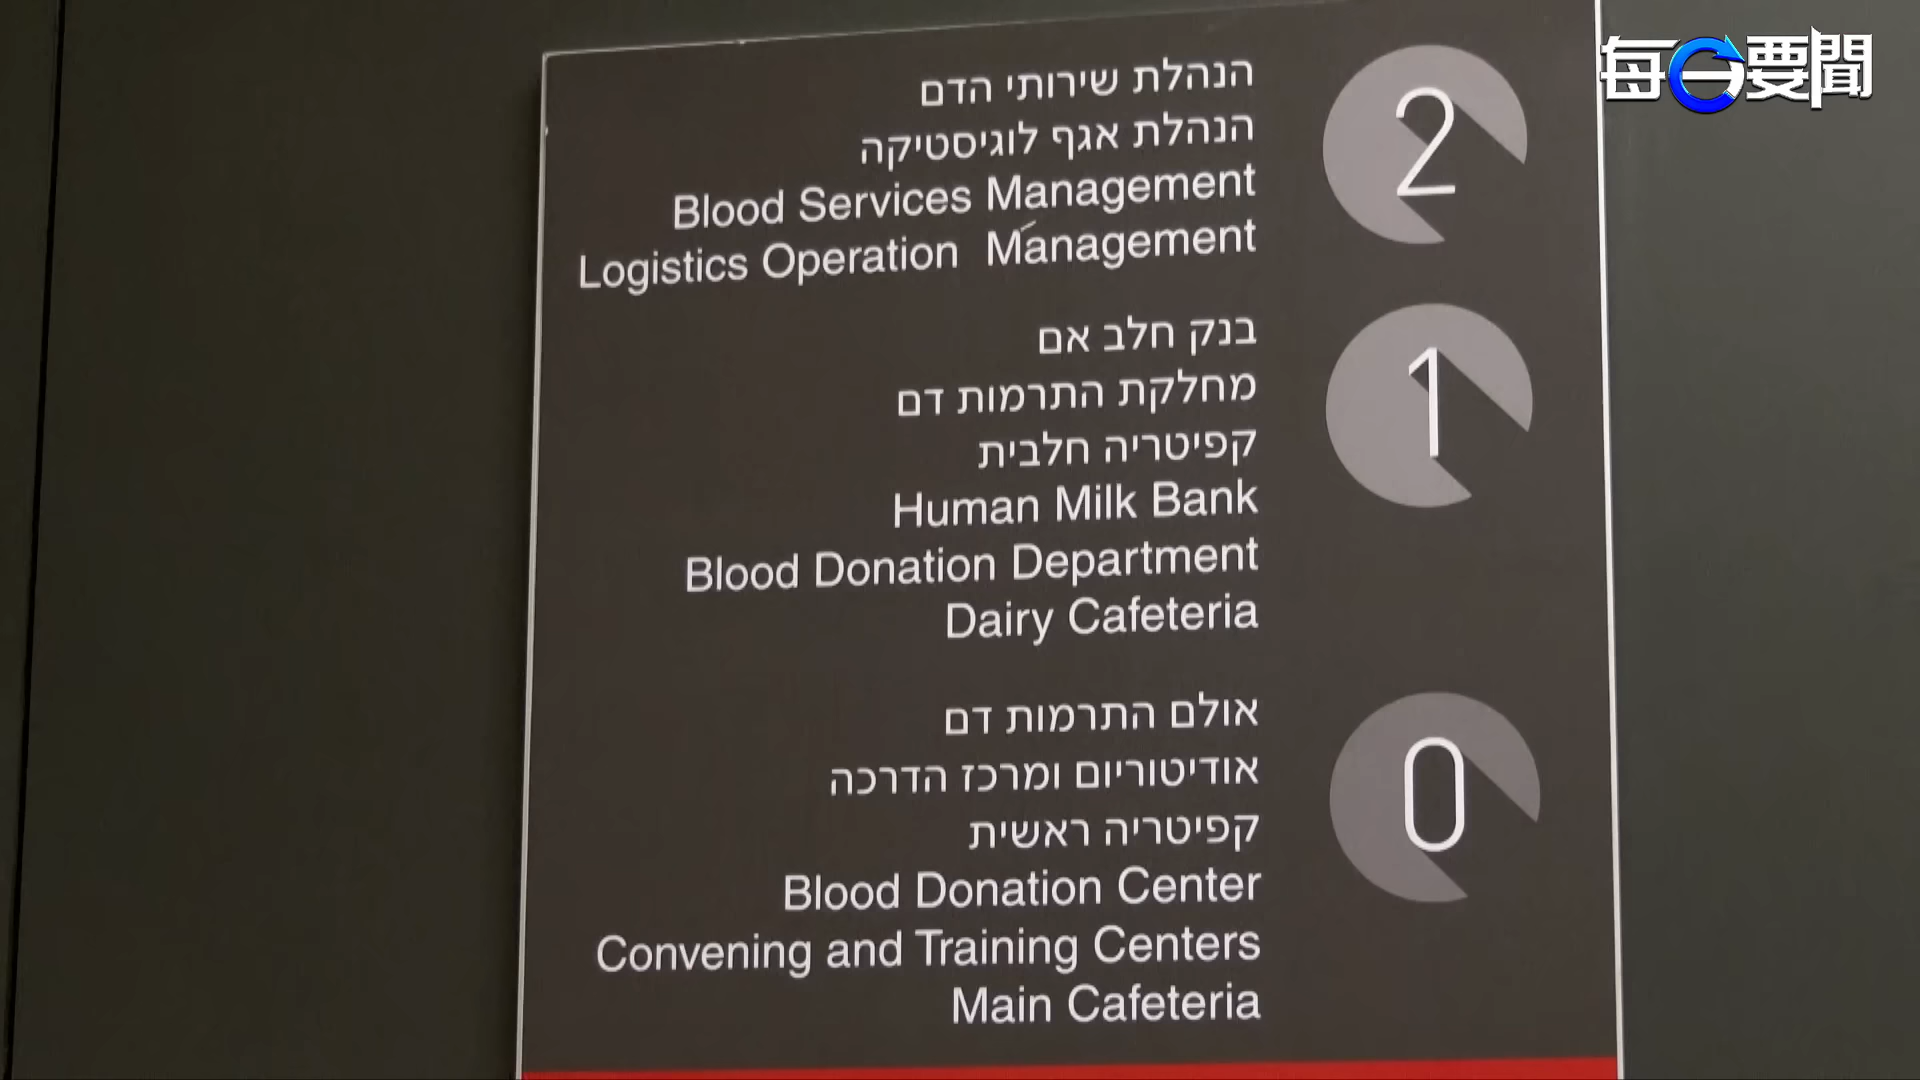 每日要聞
הנהלת שירותי הדם
הנהלת אגף לוגיסטיקה
Blood Services Management
Logistics Operation Management
2
בנק חלב אם
מחלקת התרמות דם
קפיטריה חלבית
Human Milk Bank
Blood Donation Department
Dairy Cafeteria
1
אולם התרמות דם
אודיטוריום ומרכז הדרכה
קפיטריה ראשית
Blood Donation Center
Convening and Training Centers
Main Cafeteria
0